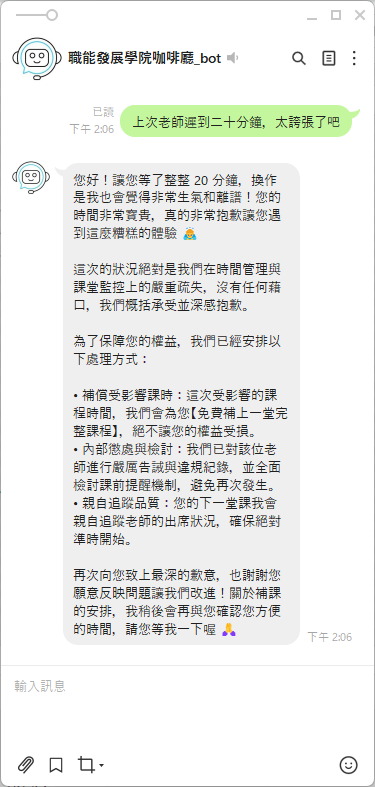 職能發展學院咖啡廳_bot
已讀
下午 2:06
上次老師遲到二十分鐘，太誇張了吧
您好！讓您等了整整 20 分鐘，換作
是我也會覺得非常生氣和離譜！您的
時間非常寶貴，真的非常抱歉讓您遇
到這麼糟糕的體驗 🙇
這次的狀況絕對是我們在時間管理與
課堂監控上的嚴重疏失，沒有任何藉
口，我們概括承受並深感抱歉。
為了保障您的權益，我們已經安排以
下處理方式：
• 補償受影響課時：這次受影響的課
程時間，我們會為您【免費補上一堂完
整課程】，絕不讓您的權益受損。
• 內部懲處與檢討：我們已對該位老
師進行嚴厲告誡與違規紀錄，並全面
檢討課前提醒機制，避免再次發生。
• 親自追蹤品質：您的下一堂課我會
親自追蹤老師的出席狀況，確保絕對
準時開始。
再次向您致上最深的歉意，也謝謝您
願意反映問題讓我們改進！關於補課
的安排，我稍後會再與您確認您方便
的時間，請您等我一下喔 🙏
下午 2:06
輸入訊息